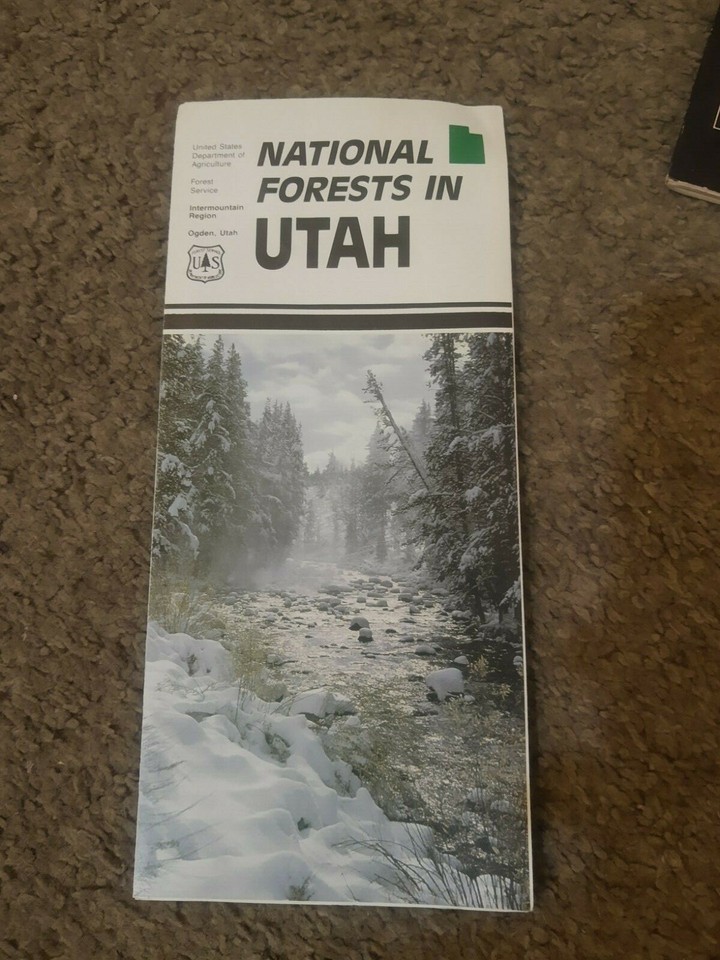 United States
Department of
Agriculture
Forest
Service
Intermountain
Region
Ogden, Utah
NATIONAL
FORESTS IN
UTAH
U S